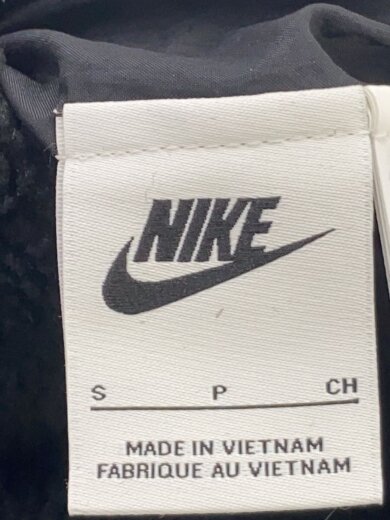 NIKE
S P CH
MADE IN VIETNAM
FABRIQUE AU VIETNAM